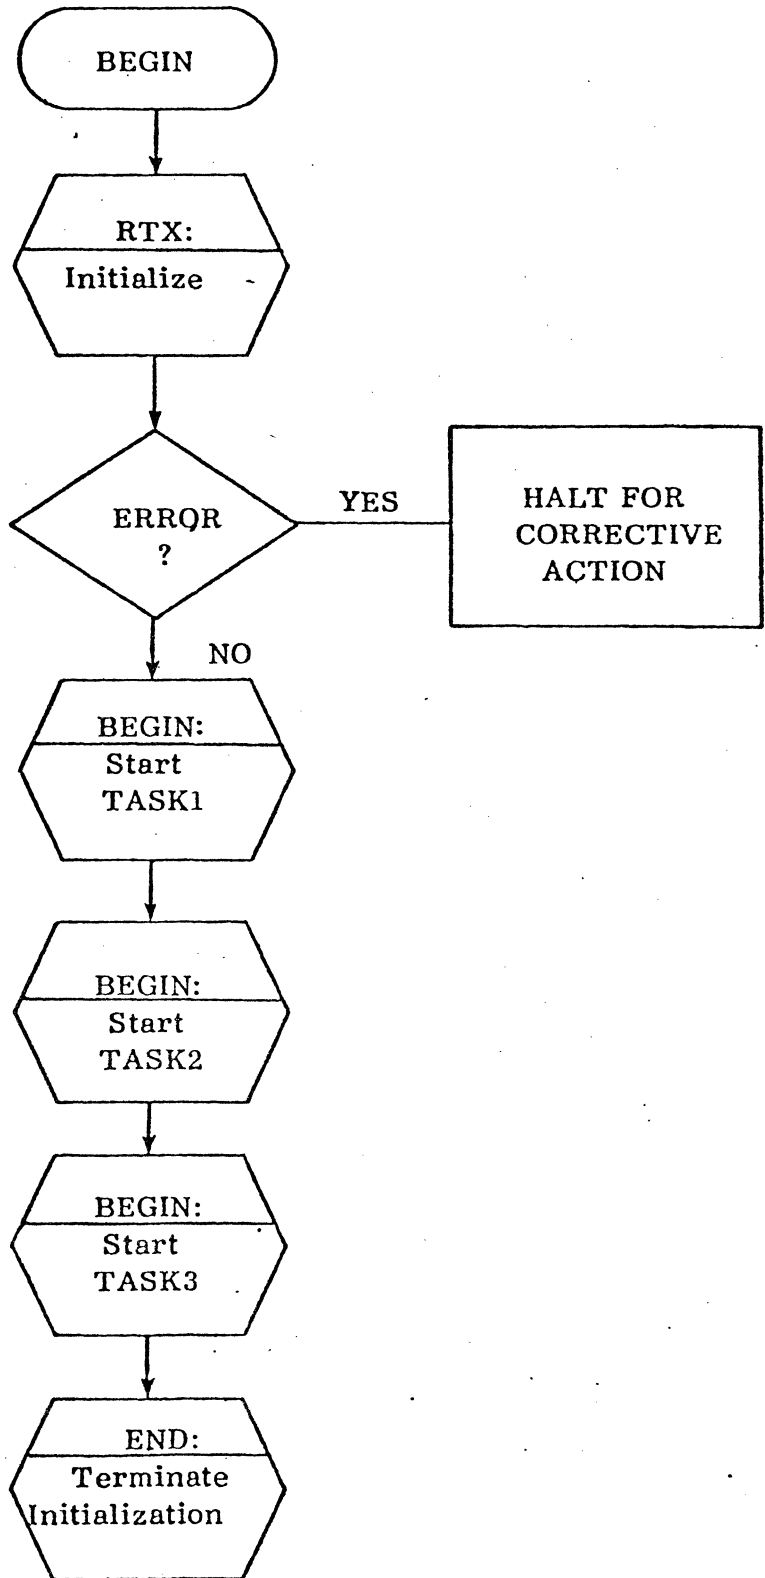 BEGIN
RTX:
Initialize
ERROR
?
YES
HALT FOR
CORRECTIVE
ACTION
NO
BEGIN:
Start
TASK1
BEGIN:
Start
TASK2
BEGIN:
Start
TASK3
END:
Terminate
Initialization